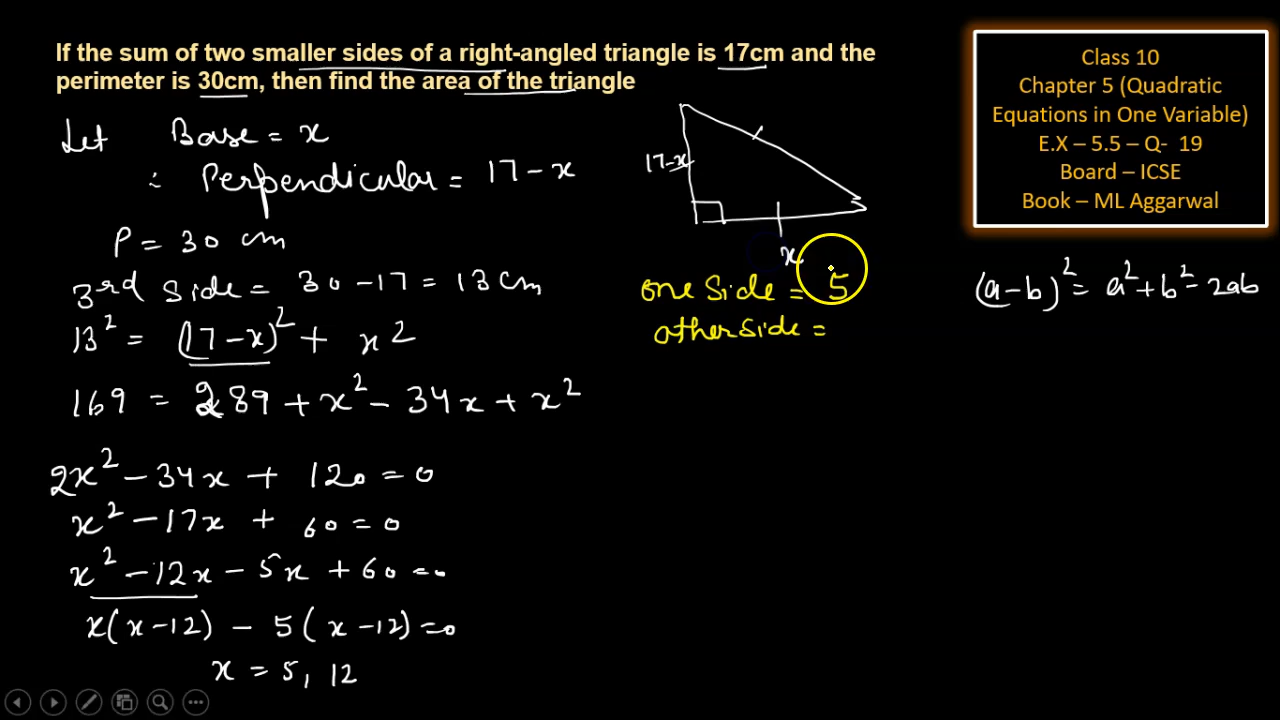 If the sum of two smaller sides of a right-angled triangle is 17cm and the
perimeter is 30cm, then find the area of the triangle
Class 10
Chapter 5 (Quadratic
Equations in One Variable)
E.X – 5.5 – Q- 19
Board – ICSE
Book – ML Aggarwal
Let Base = x
∴ Perpendicular = 17 - x
P = 30 cm
3rd Side = 30 - 17 = 13 cm
13² = (17 - x)² + x²
169 = 289 + x² - 34x + x²
2x² - 34x + 120 = 0
x² - 17x + 60 = 0
x² - 12x - 5x + 60 = 0
x(x - 12) - 5(x - 12) = 0
x = 5, 12
17-x
x
one Side = 5
other Side =
(a - b)² = a² + b² - 2ab